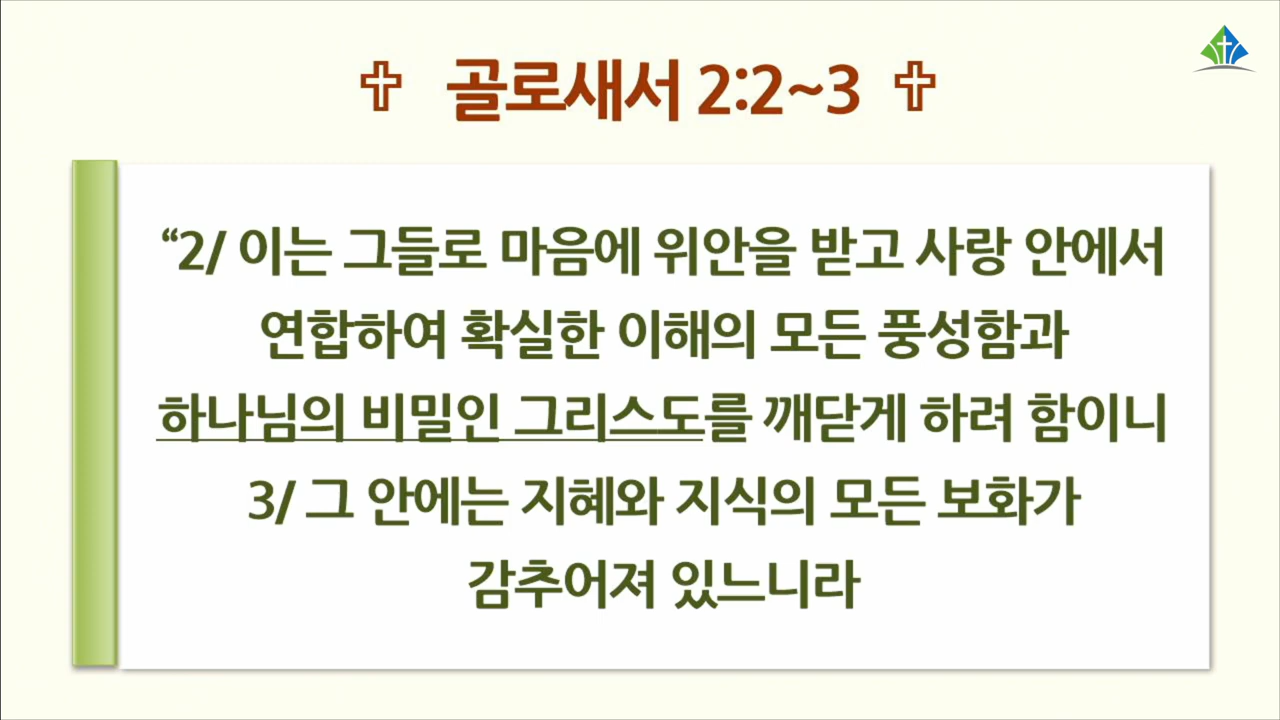 골로새서 2:2~3
“2/ 이는 그들로 마음에 위안을 받고 사랑 안에서
연합하여 확실한 이해의 모든 풍성함과
하나님의 비밀인 그리스도를 깨닫게 하려 함이니
3/ 그 안에는 지혜와 지식의 모든 보화가
감추어져 있느니라